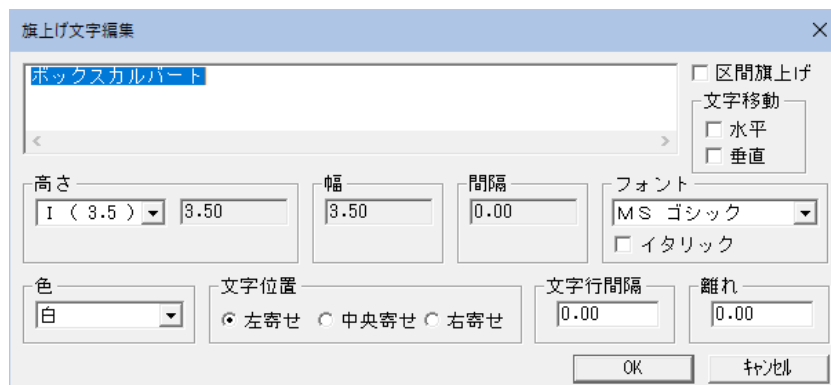 旗上げ文字編集
ボックスカルバート
区間旗上げ
文字移動
水平
垂直
高さ
I ( 3.5 )
3.50
幅
3.50
間隔
0.00
フォント
MS ゴシック
イタリック
色
白
文字位置
左寄せ 中央寄せ 右寄せ
文字行間隔
0.00
離れ
0.00
OK キャンセル